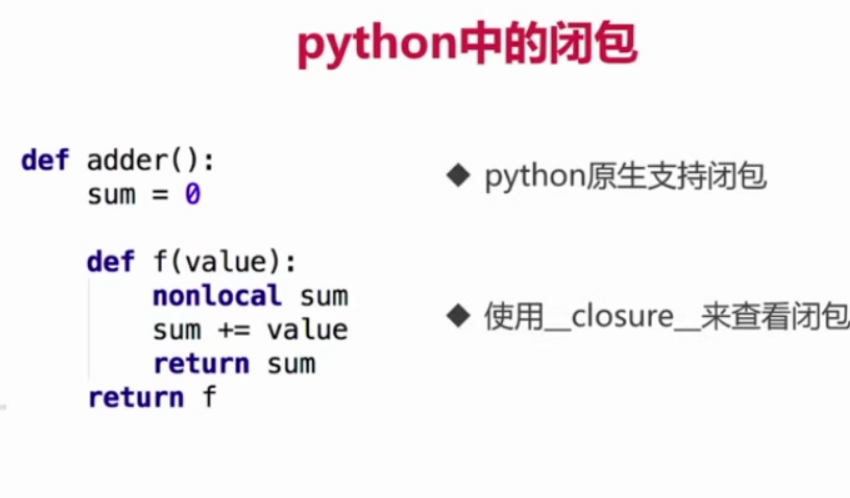 python中的闭包
def adder():
    sum = 0
    def f(value):
        nonlocal sum
        sum += value
        return sum
    return f
◆ python原生支持闭包
◆ 使用__closure__来查看闭包